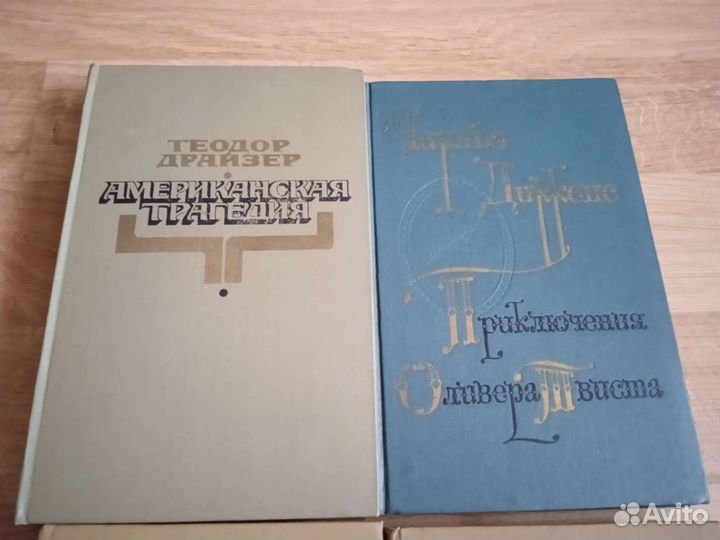 ТЕОДОР
ДРАЙЗЕР
АМЕРИКАНСКАЯ
ТРАГЕДИЯ
Чарльз
Диккенс
Приключения
Оливера Твиста
Avito